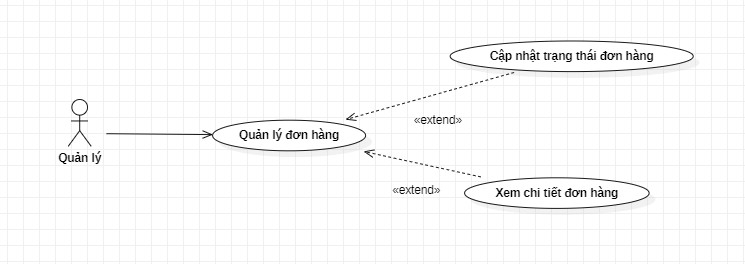 Cập nhật trạng thái đơn hàng
«extend»
Quản lý đơn hàng
Quản lý
«extend»
Xem chi tiết đơn hàng